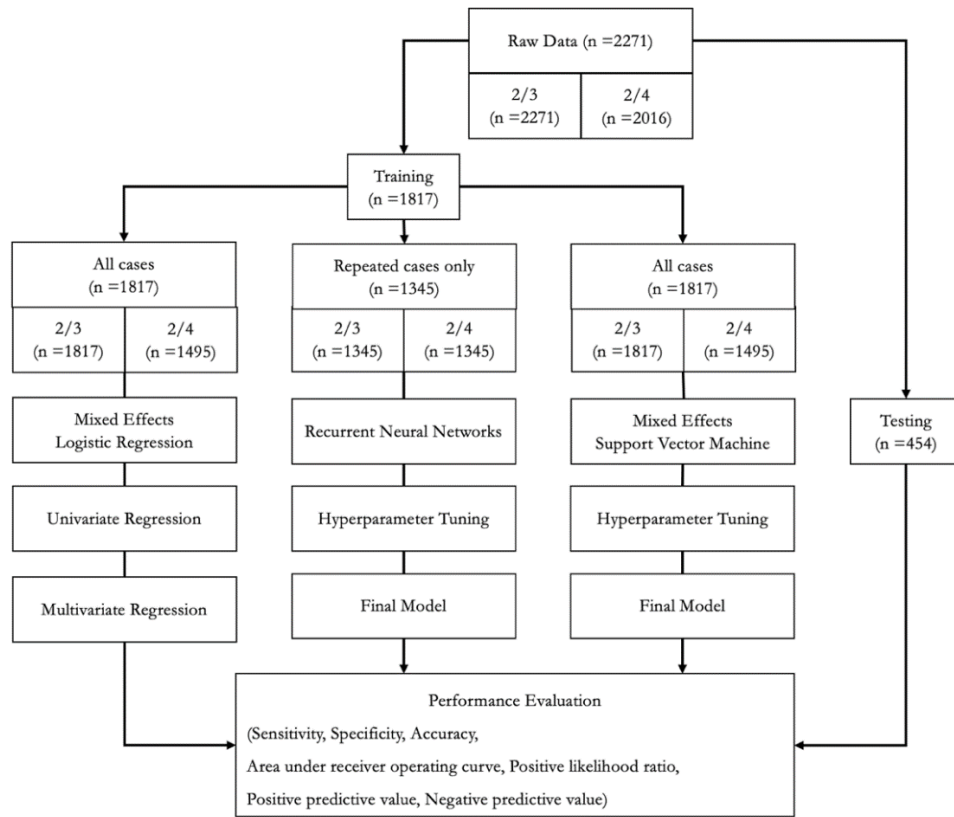 Raw Data (n =2271)
2/3
(n =2271)
2/4
(n =2016)
Training
(n =1817)
All cases
(n =1817)
2/3
(n =1817)
2/4
(n =1495)
Repeated cases only
(n =1345)
2/3
(n =1345)
2/4
(n =1345)
All cases
(n =1817)
2/3
(n =1817)
2/4
(n =1495)
Mixed Effects
Logistic Regression
Recurrent Neural Networks
Mixed Effects
Support Vector Machine
Testing
(n =454)
Univariate Regression
Hyperparameter Tuning
Hyperparameter Tuning
Multivariate Regression
Final Model
Final Model
Performance Evaluation
(Sensitivity, Specificity, Accuracy,
Area under receiver operating curve, Positive likelihood ratio,
Positive predictive value, Negative predictive value)